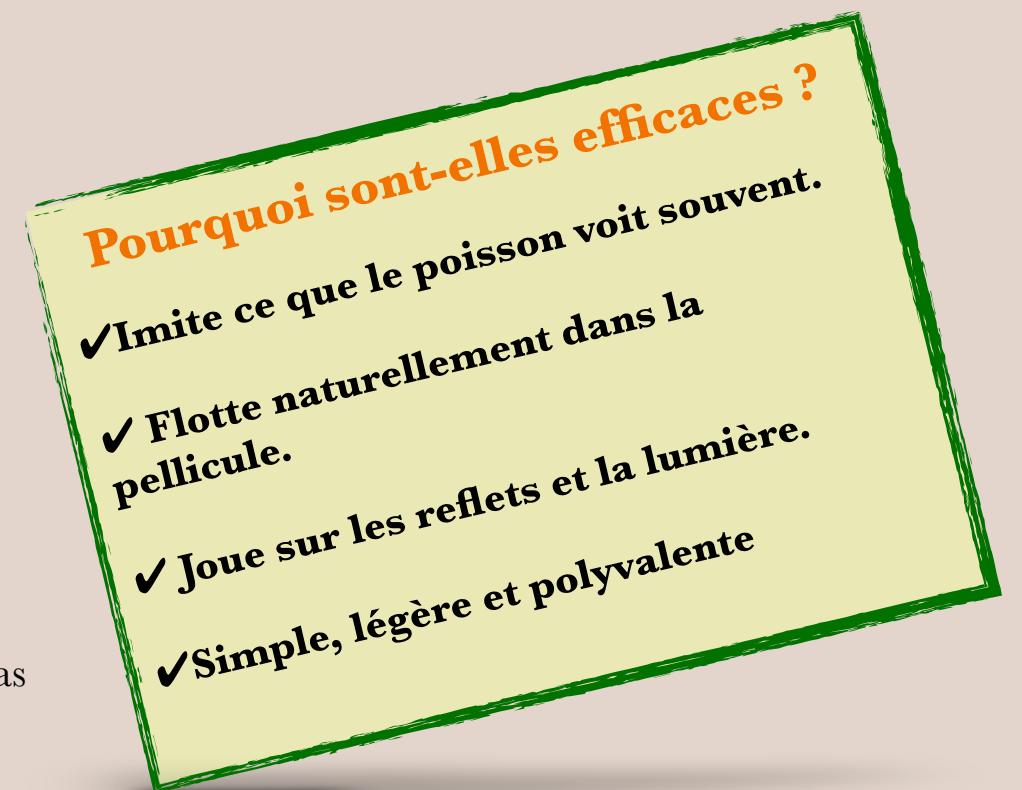 Pourquoi sont-elles efficaces ?
✔Imite ce que le poisson voit souvent.
✔ Flotte naturellement dans la
pellicule.
✔ Joue sur les reflets et la lumière.
✔Simple, légère et polyvalente
as